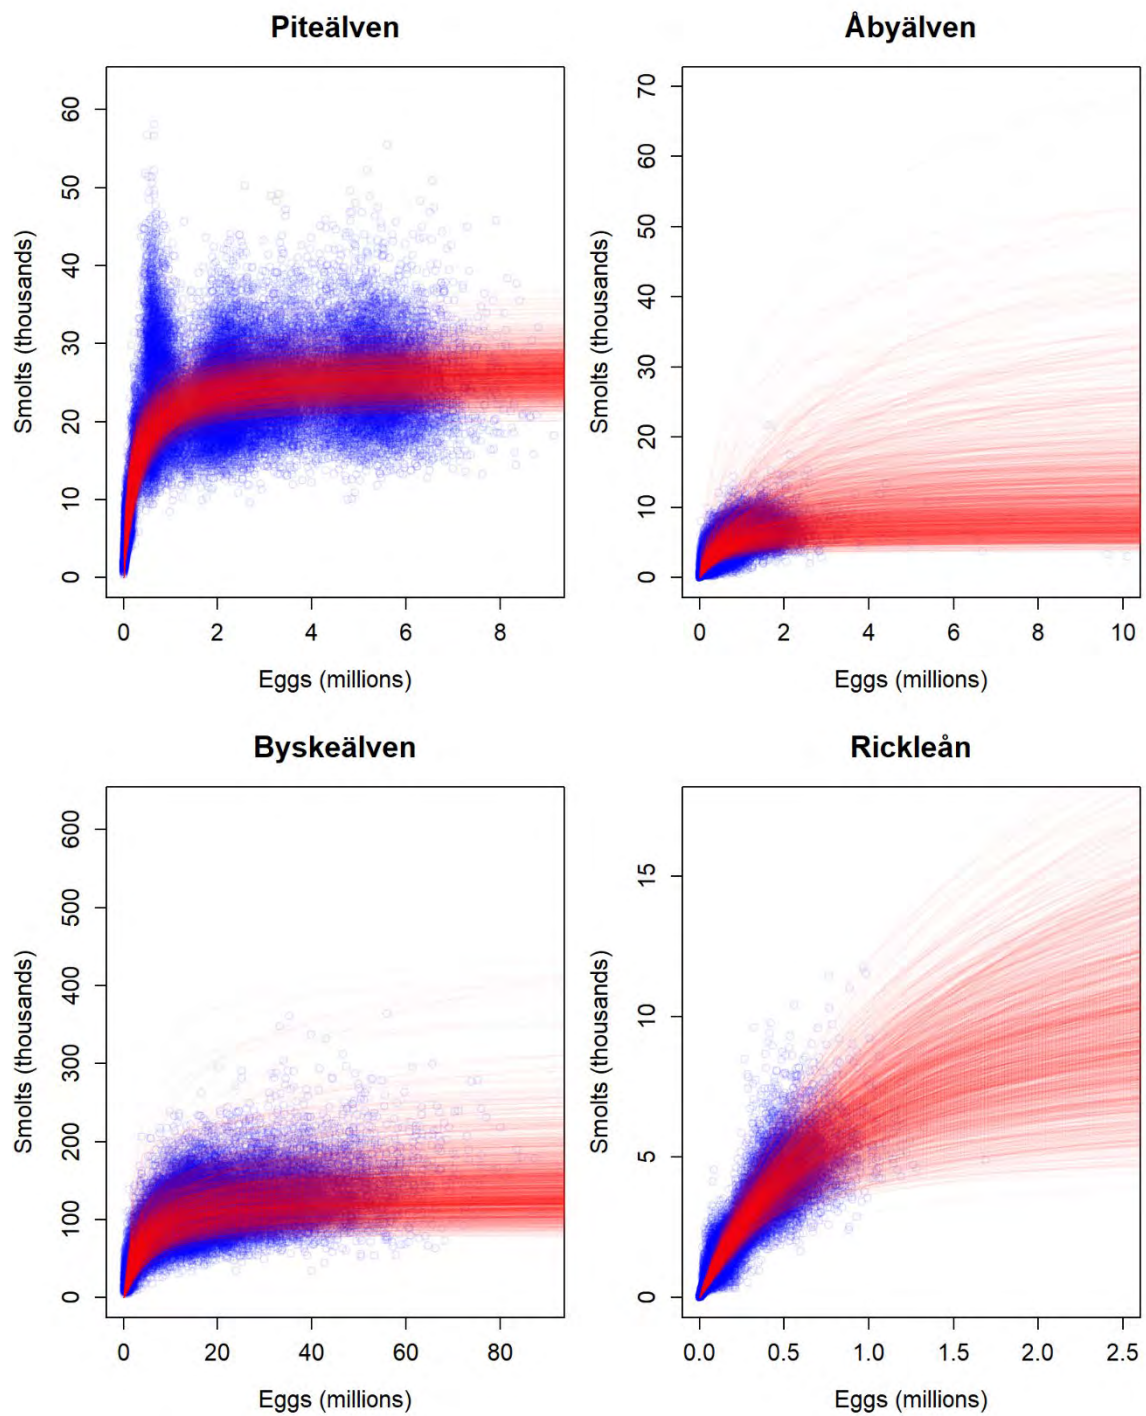 Piteälven
60
50
40
30
20
10
0
Smolts (thousands)
0 2 4 6 8
Eggs (millions)
Åbyälven
70
60
50
40
30
20
10
0
Smolts (thousands)
0 2 4 6 8 10
Eggs (millions)
Byskeälven
600
500
400
300
200
100
0
Smolts (thousands)
0 20 40 60 80
Eggs (millions)
Rickleån
15
10
5
0
Smolts (thousands)
0.0 0.5 1.0 1.5 2.0 2.5
Eggs (millions)